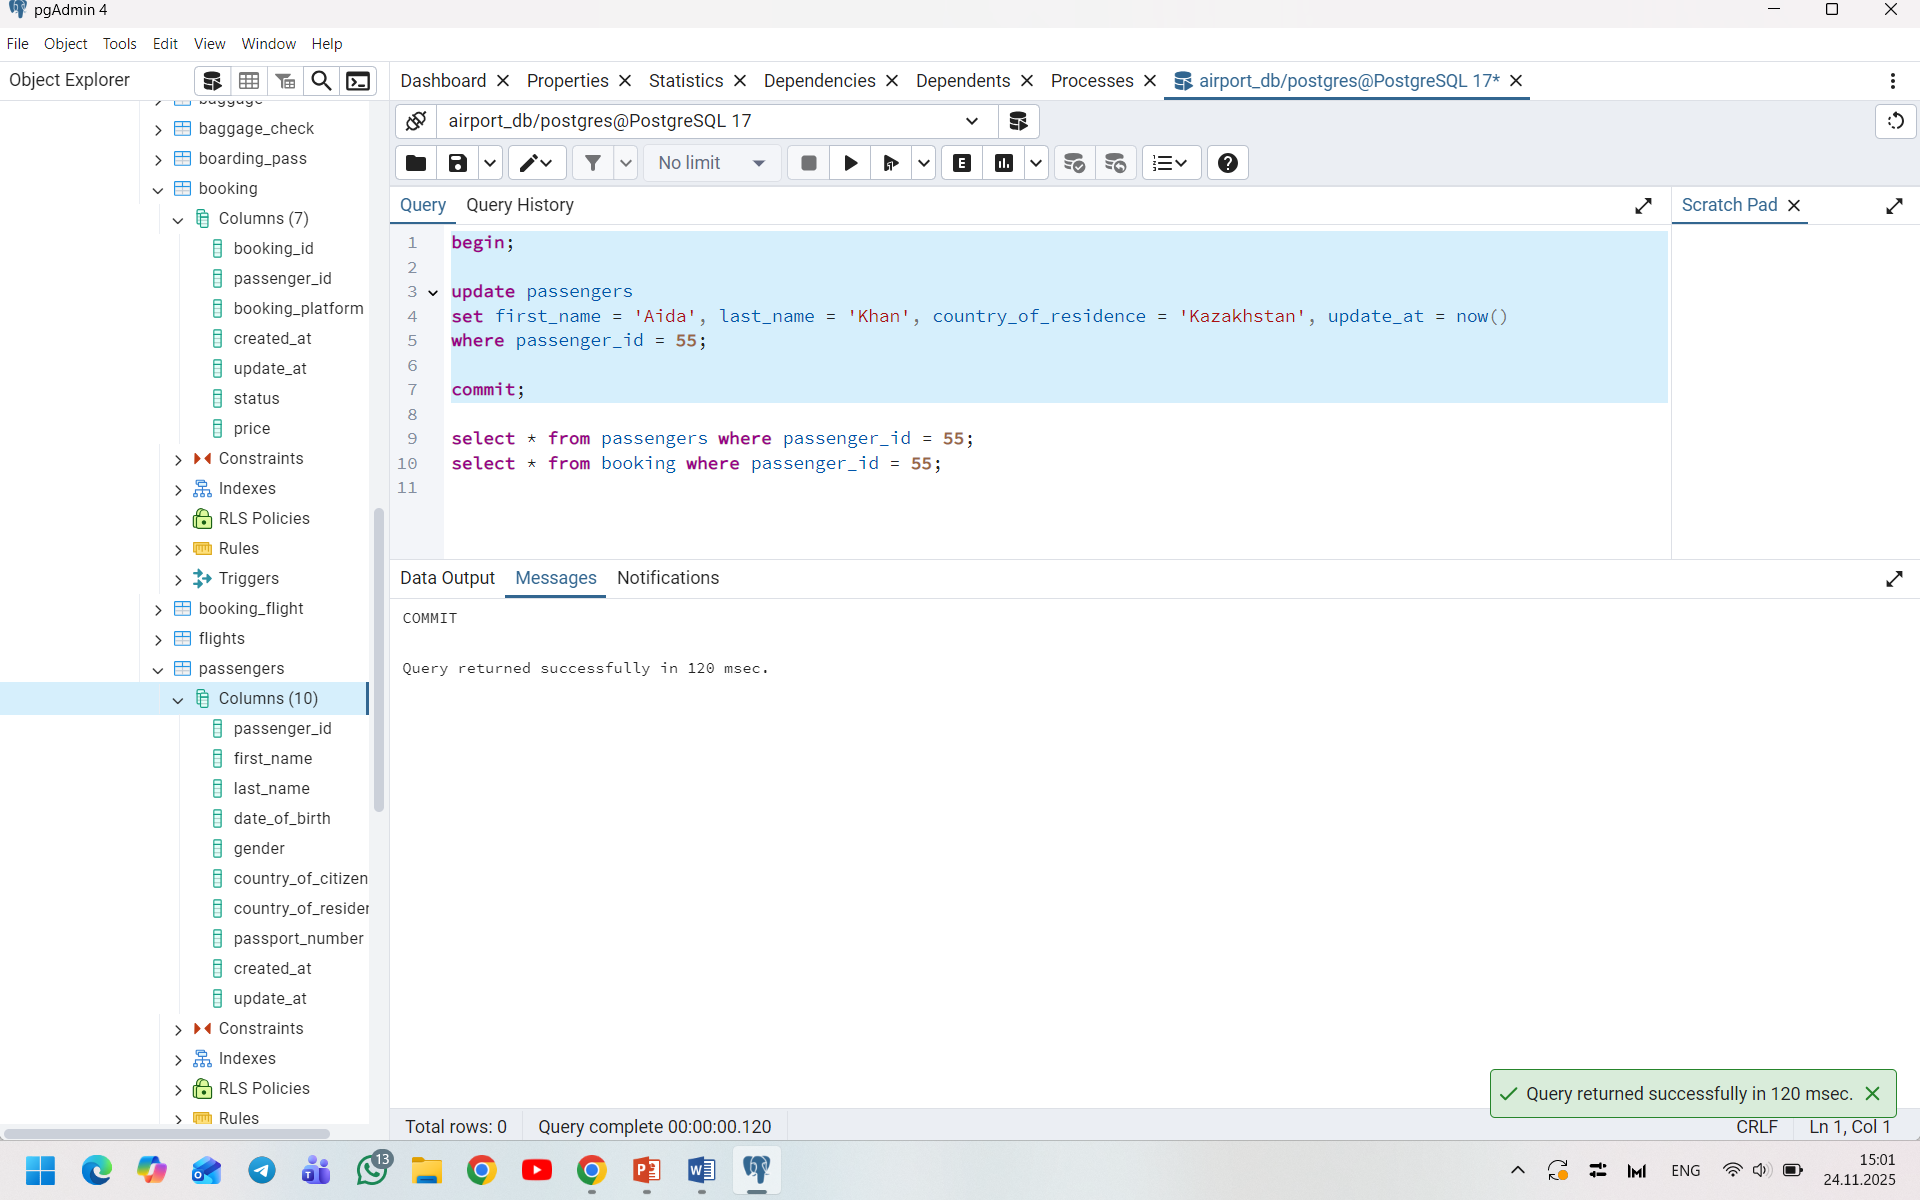 pgAdmin 4
File Object Tools Edit View Window Help
Object Explorer
Dashboard Properties Statistics Dependencies Dependents Processes airport_db/postgres@PostgreSQL 17*
airport_db/postgres@PostgreSQL 17
No limit
E
baggage
baggage_check
boarding_pass
booking
Columns (7)
booking_id
passenger_id
booking_platform
created_at
update_at
status
price
Constraints
Indexes
RLS Policies
Rules
Triggers
booking_flight
flights
passengers
Columns (10)
passenger_id
first_name
last_name
date_of_birth
gender
country_of_citizen
country_of_residen
passport_number
created_at
update_at
Constraints
Indexes
RLS Policies
Rules
Query Query History
Scratch Pad
1 begin;
2
3 update passengers
4 set first_name = 'Aida', last_name = 'Khan', country_of_residence = 'Kazakhstan', update_at = now()
5 where passenger_id = 55;
6
7 commit;
8
9 select * from passengers where passenger_id = 55;
10 select * from booking where passenger_id = 55;
11
Data Output Messages Notifications
COMMIT
Query returned successfully in 120 msec.
Query returned successfully in 120 msec.
Total rows: 0 Query complete 00:00:00.120 CRLF Ln 1, Col 1
13
ENG
15:01
24.11.2025